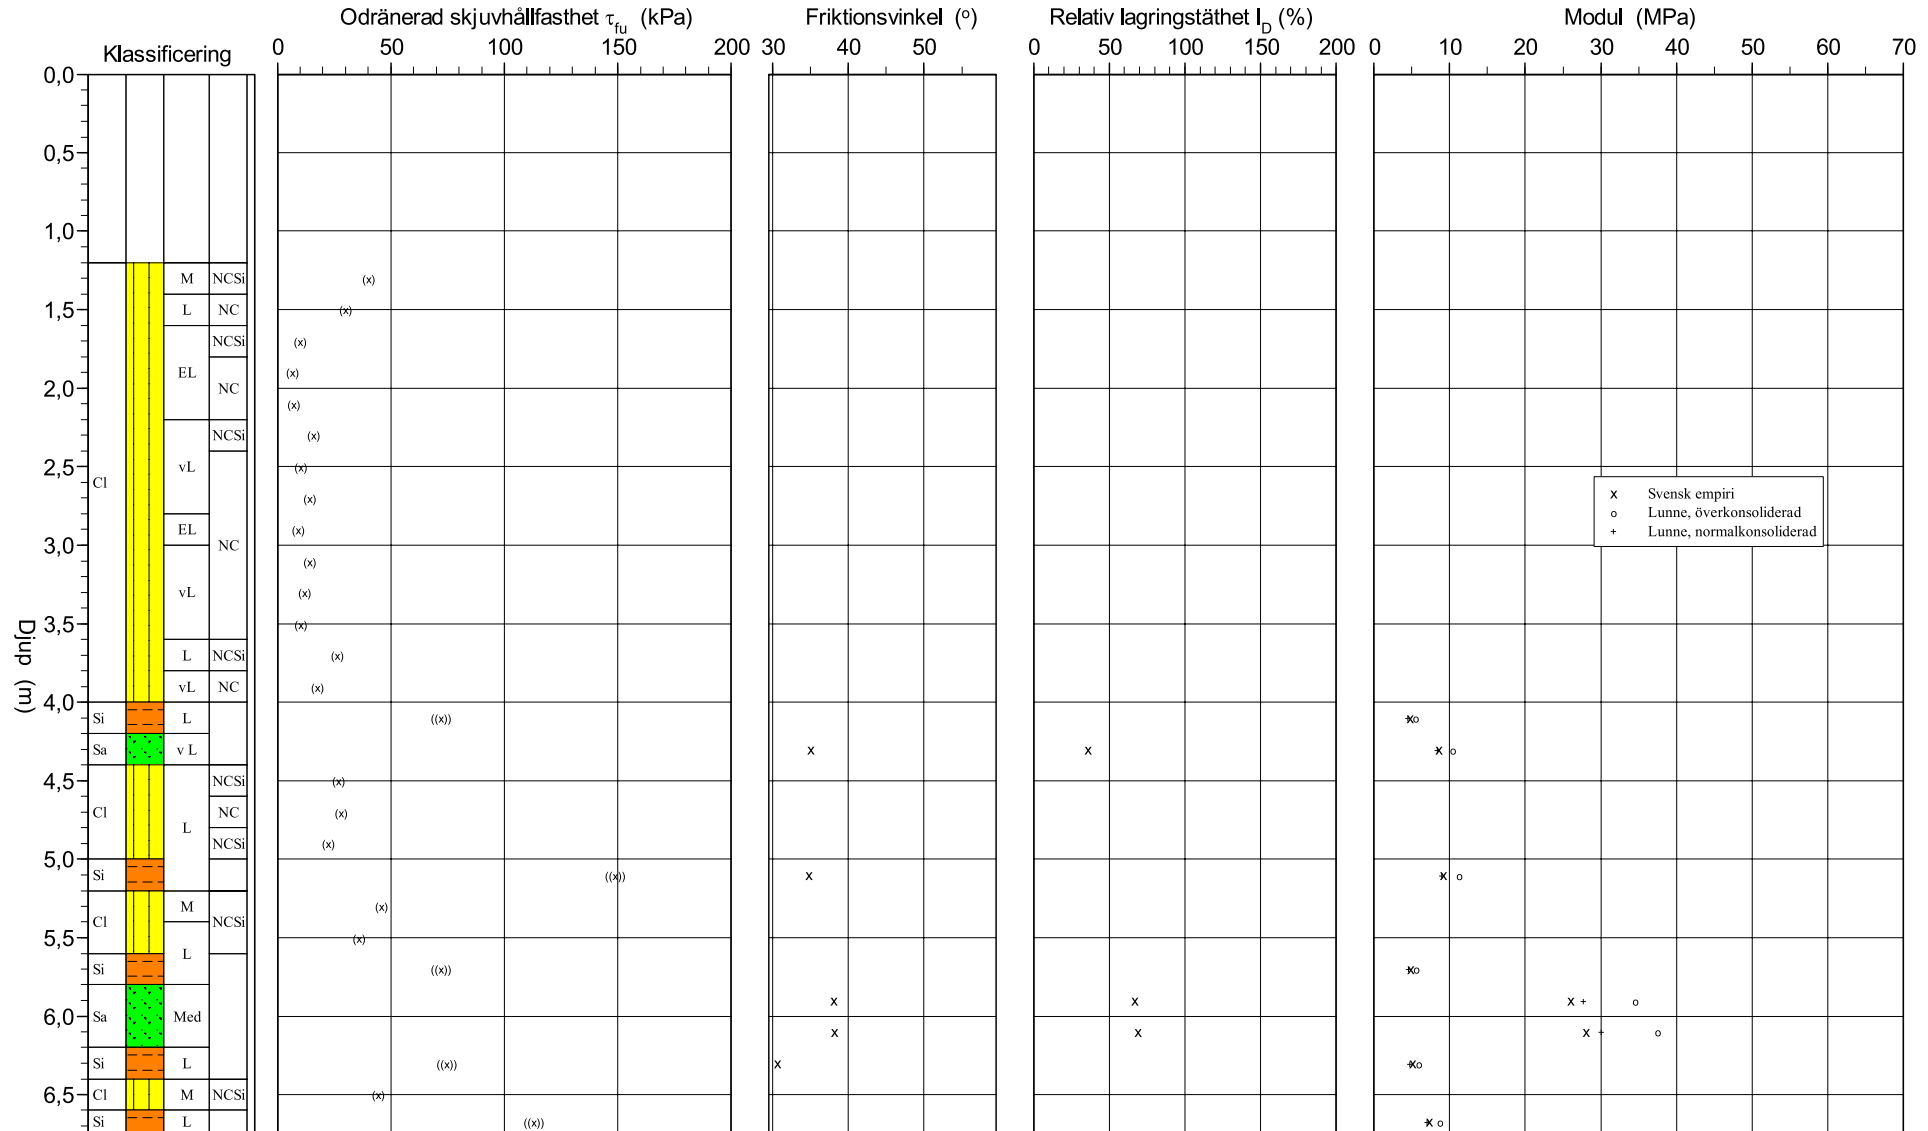 Odränerad skjuvhållfasthet τfu (kPa)
Friktionsvinkel (o)
Relativ lagringstäthet ID (%)
Modul (MPa)
Klassificering
0 50 100 150 200
30 40 50
0 50 100 150 200
0 10 20 30 40 50 60 70
0,0
0,5
1,0
M NCSi
(x)
1,5 L NC
(x)
NCSi
(x)
EL
(x)
2,0 NC
(x)
NCSi
(x)
2,5 vL
(x)
Cl
x Svensk empiri
(x)
o Lunne, överkonsoliderad
EL
(x)
+ Lunne, normalkonsoliderad
3,0 NC
(x)
vL
(x)
3,5
(x)
L NCSi
(x)
vL NC
(x)
4,0
Si L
((x))
x o
Sa v L
x x x o
4,5 NCSi
(x)
Cl NC
(x)
L
NCSi
(x)
5,0
Si
((x)) x x o
M
(x)
Cl NCSi
5,5
(x)
L
Si
((x)) x o
x x x + o
6,0 Sa Med
x x x + o
Si L
((x)) x x o
6,5 Cl M NCSi
(x)
Si L
((x)) x o
Djup (m)